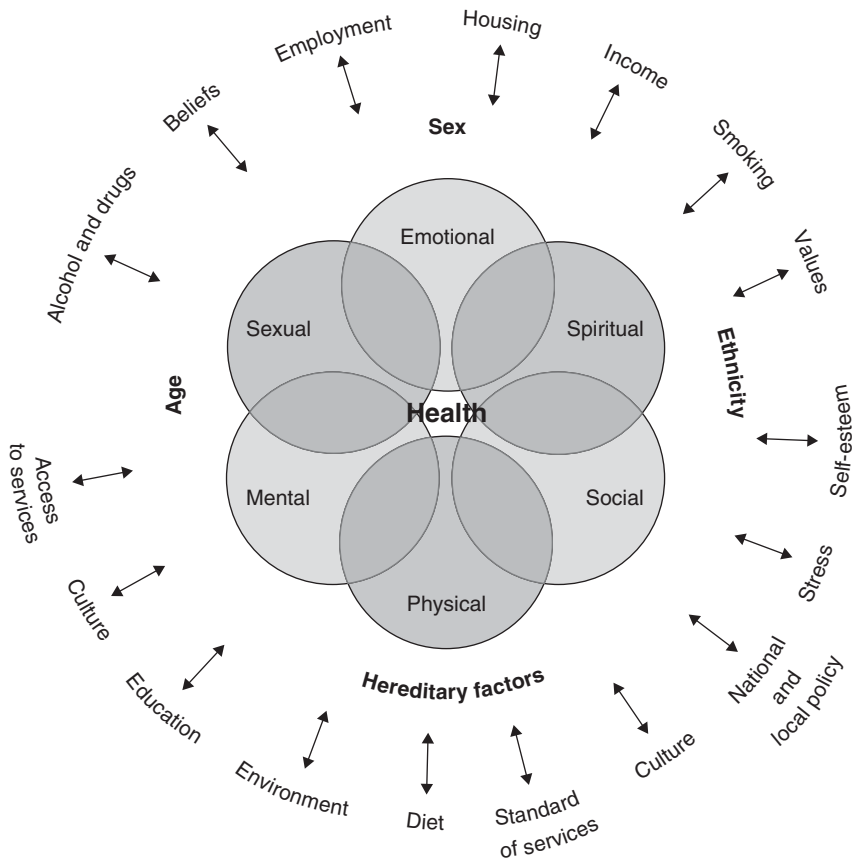 Housing
Employment
Income
Beliefs
Sex
Smoking
Alcohol and drugs
Emotional
Values
Sexual
Spiritual
Ethnicity
Age
Health
Self-esteem
Access
to services
Mental
Social
Stress
Culture
Physical
National
and
local policy
Education
Hereditary factors
Culture
Environment
Diet
Standard
of services